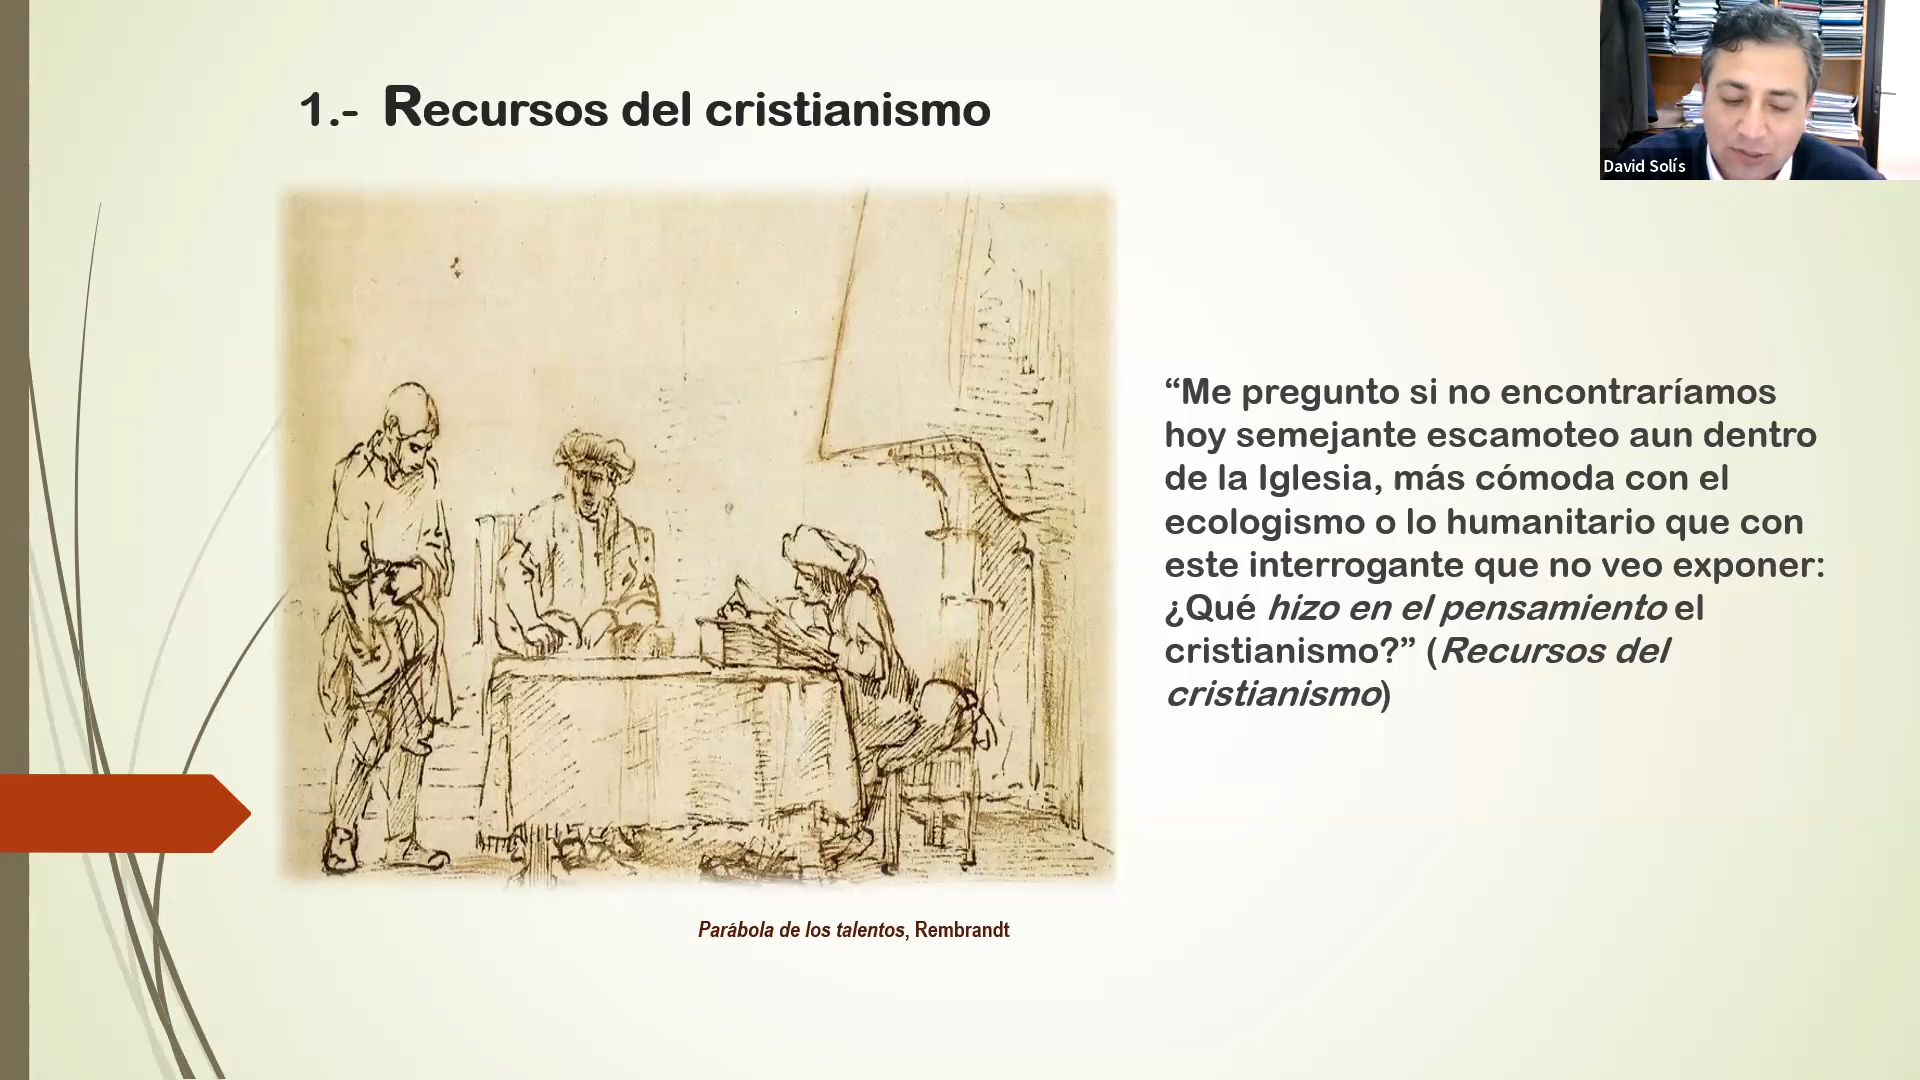 1.- Recursos del cristianismo
David Solís
“Me pregunto si no encontraríamos
hoy semejante escamoteo aun dentro
de la Iglesia, más cómoda con el
ecologismo o lo humanitario que con
este interrogante que no veo exponer:
¿Qué hizo en el pensamiento el
cristianismo?” (Recursos del
cristianismo)
Parábola de los talentos, Rembrandt